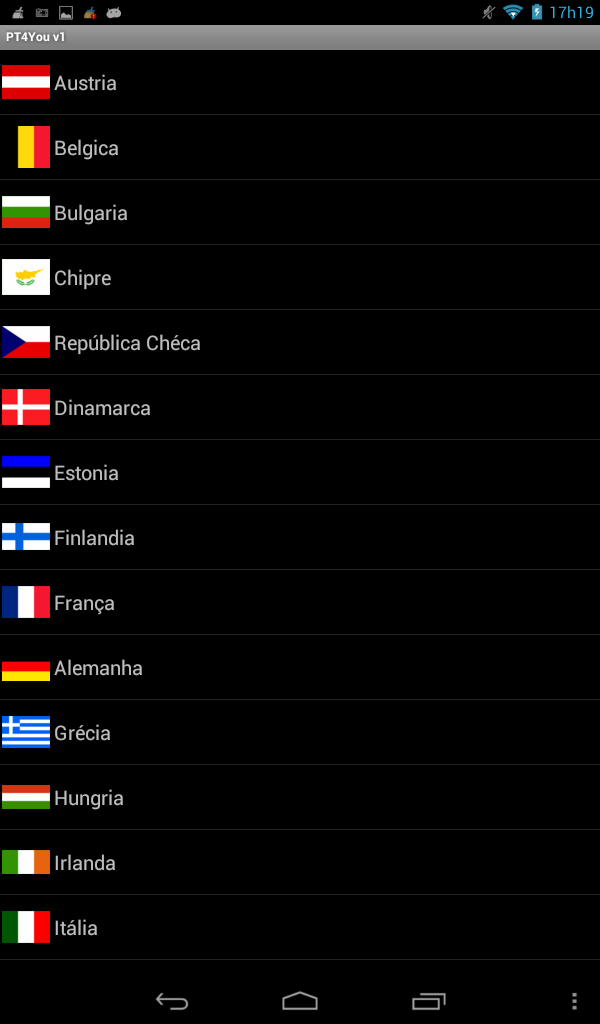 17h19
PT4You v1
Austria
Belgica
Bulgaria
Chipre
República Chéca
Dinamarca
Estonia
Finlandia
França
Alemanha
Grécia
Hungria
Irlanda
Itália